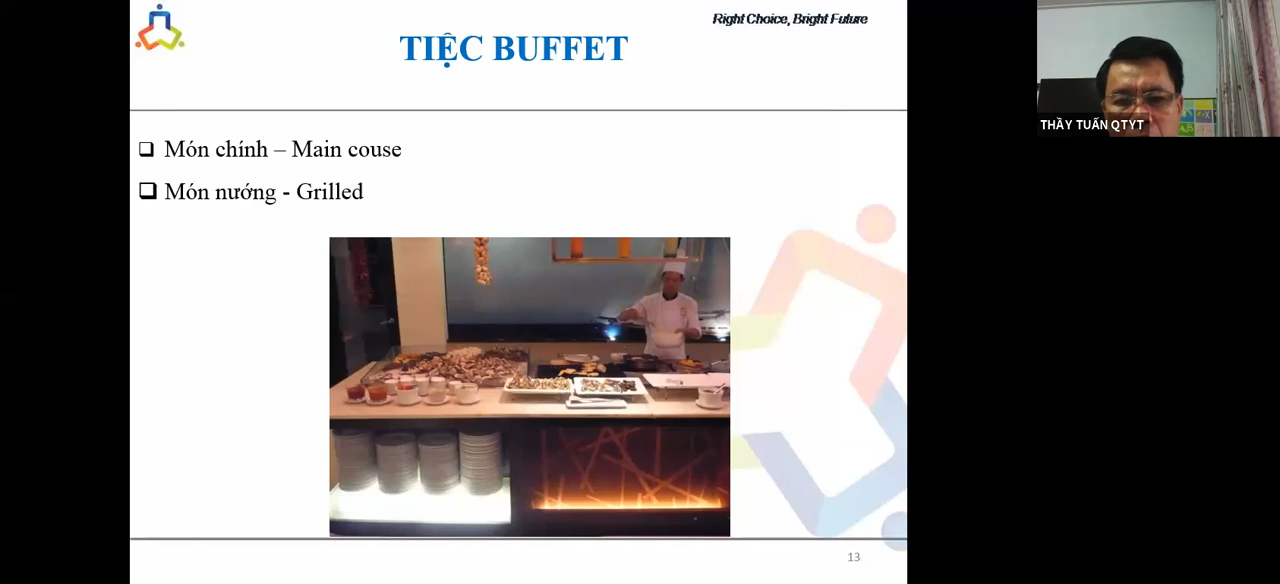 Right Choice, Bright Future
TIỆC BUFFET
THẦY TUẤN QTYT
Món chính – Main couse
Món nướng - Grilled
13